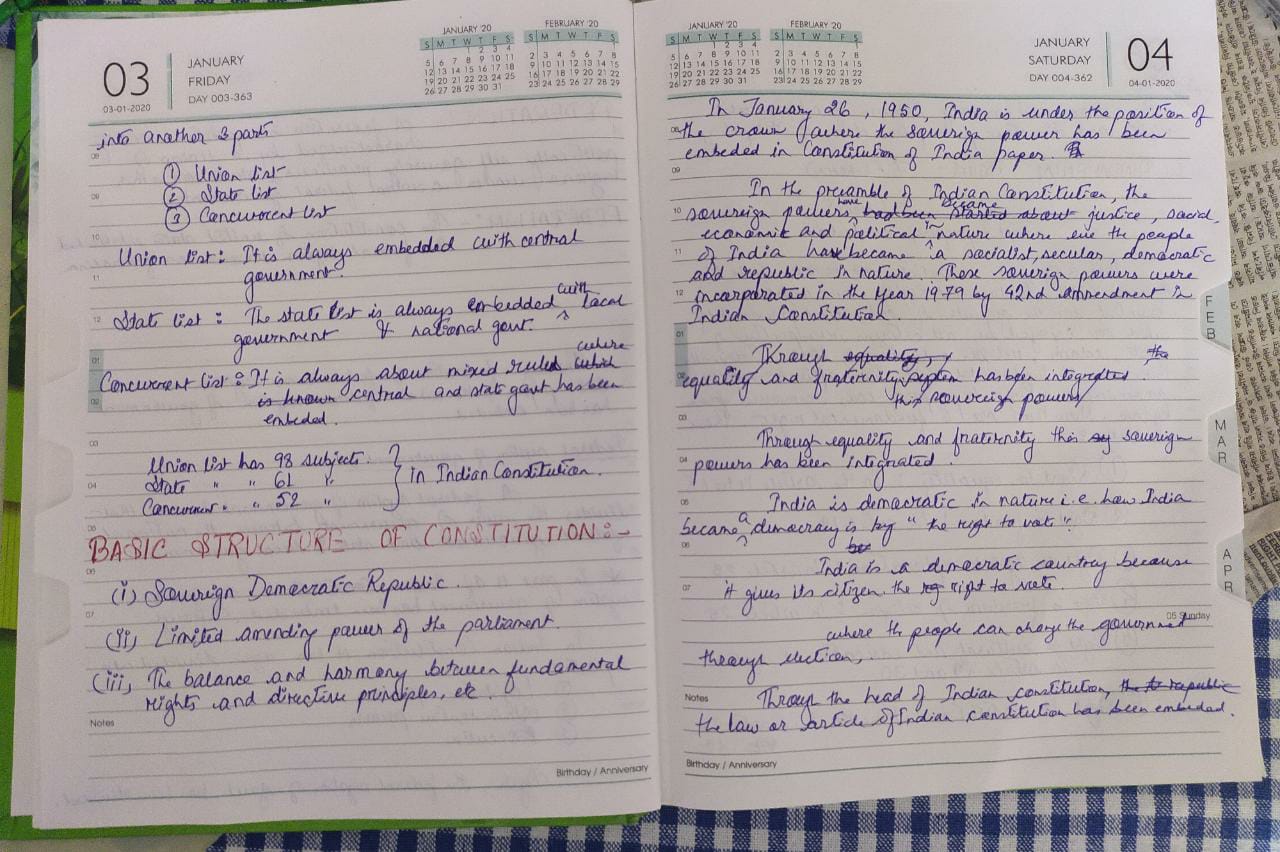 03
03-01-2020
JANUARY
FRIDAY
DAY 003-363
JANUARY '20
S M T W T F S
1 2 3 4
5 6 7 8 9 10 11
12 13 14 15 16 17 18
19 20 21 22 23 24 25
26 27 28 29 30 31
FEBRUARY '20
S M T W T F S
1
2 3 4 5 6 7 8
9 10 11 12 13 14 15
16 17 18 19 20 21 22
23 24 25 26 27 28 29
into another 3 parts
① Union list
② State list
③ Concurrent list
Union list : It is always embedded with central
government.
State list : The state list is always embedded with local
government & national govt.
Concurrent list : It is always about mixed ruled which where
is known central and state govt has been
embeded.
Union list has 98 subjects.
State " " 61 "
Concurrent " " 52 "
in Indian Constitution.
BASIC STRUCTURE OF CONSTITUTION :-
(i) Soverign Democratic Republic.
(ii) Limited amending power of the parliament.
(iii) The balance and harmony between fundamental
rights and directive principles, etc.
Notes
Birthday / Anniversary
JANUARY '20
S M T W T F S
1 2 3 4
5 6 7 8 9 10 11
12 13 14 15 16 17 18
19 20 21 22 23 24 25
26 27 28 29 30 31
FEBRUARY '20
S M T W T F S
1
2 3 4 5 6 7 8
9 10 11 12 13 14 15
16 17 18 19 20 21 22
23 24 25 26 27 28 29
JANUARY
SATURDAY
DAY 004-362
04
04-01-2020
In January 26, 1950, India is under the position of
the crown where the soverign power has been
embeded in Constitution of India paper.
In the preamble of Indian Constitution, the
sovereign powers, have had been started became about justice, social,
economic and political in nature where eve the people
of India have became a socialist, secular, democratic
and republic in nature. These soverign powers were
incorporated in the year 1979 by 42nd amendment in
Indian Constitution.
Through equality, the
equality and fraternity system has been integrated
this sovereign powers
Through equality and fraternity this soverign
powers has been integrated.
India is democratic in nature i.e. how India
became a democracy is by " the right to vote ".
India is a democratic country because
it gives its citizen the right to vote.
05 Sunday
where the people can change the government
through election,.
Notes
Through the head of Indian constitution, the republic
the law or article of Indian constitution has been embeded.
Birthday / Anniversary
FEB
MAR
APR